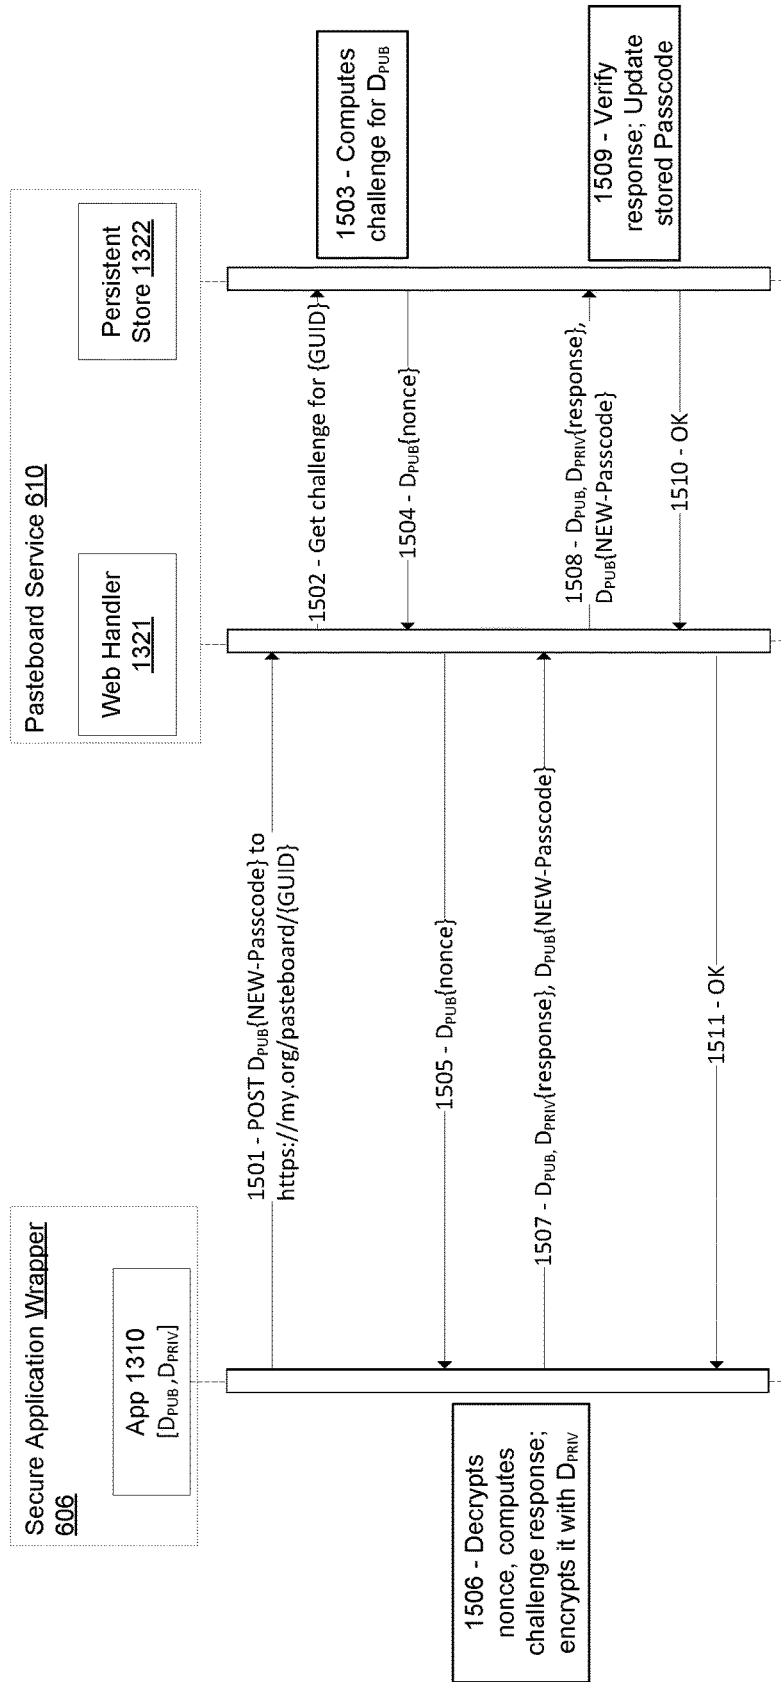 Secure Application Wrapper
606
App 1310
[DPUB, DPRIV]
Pasteboard Service 610
Web Handler
1321
Persistent
Store 1322
1501 - POST DPUB{NEW-Passcode} to
https://my.org/pasteboard/{GUID}
1502 - Get challenge for {GUID}
1503 - Computes
challenge for DPUB
1504 - DPUB{nonce}
1505 - DPUB{nonce}
1506 - Decrypts
nonce, computes
challenge response;
encrypts it with DPRIV
1507 - DPUB, DPRIV{response}, DPUB{NEW-Passcode}
1508 - DPUB, DPRIV{response},
DPUB{NEW-Passcode}
1509 - Verify
response; Update
stored Passcode
1510 - OK
1511 - OK